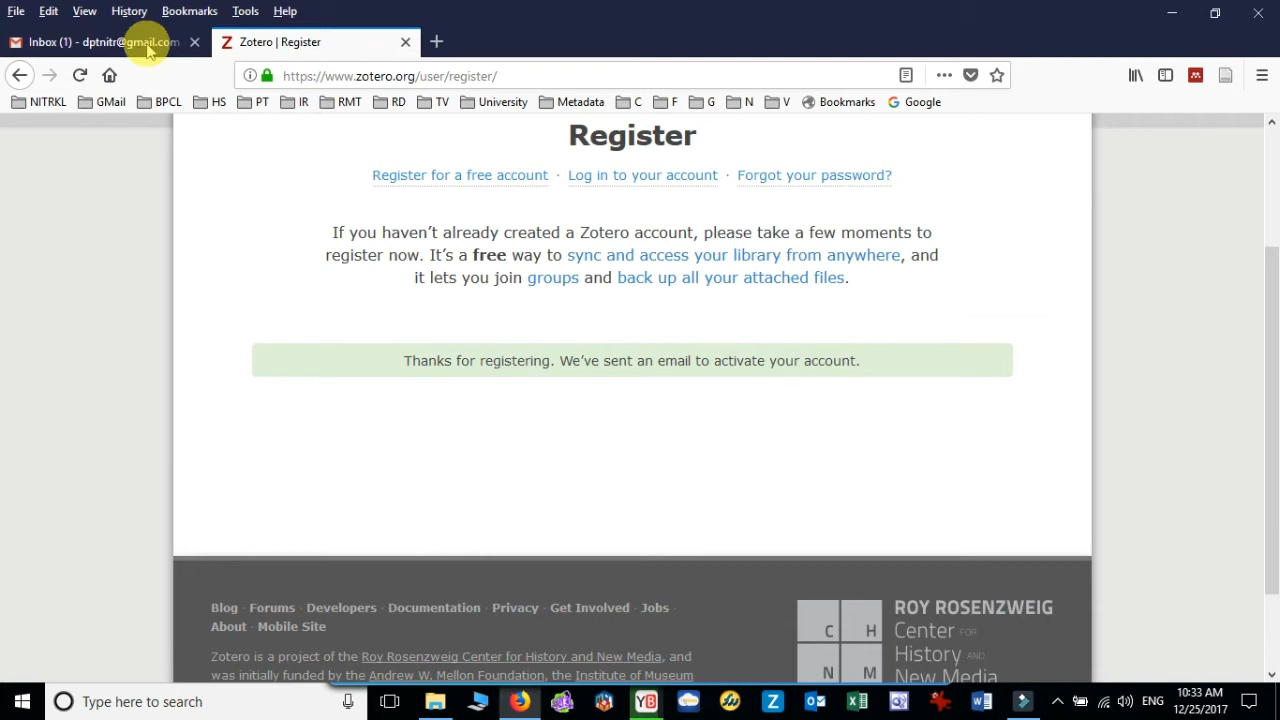 File Edit View History Bookmarks Tools Help
Inbox (1) - dptnitr@gmail.com
Zotero | Register
https://www.zotero.org/user/register/
NITRKL GMail BPCL HS PT IR RMT RD TV University Metadata C F G N V Bookmarks Google
Register
Register for a free account · Log in to your account · Forgot your password?
If you haven’t already created a Zotero account, please take a few moments to
register now. It’s a free way to sync and access your library from anywhere, and
it lets you join groups and back up all your attached files.
Thanks for registering. We’ve sent an email to activate your account.
Blog · Forums · Developers · Documentation · Privacy · Get Involved · Jobs ·
About · Mobile Site
Zotero is a project of the Roy Rosenzweig Center for History and New Media, and
was initially funded by the Andrew W. Mellon Foundation, the Institute of Museum
C H
N M
ROY ROSENZWEIG
Center FOR
History AND
New Media
Type here to search
ENG
10:33 AM
12/25/2017